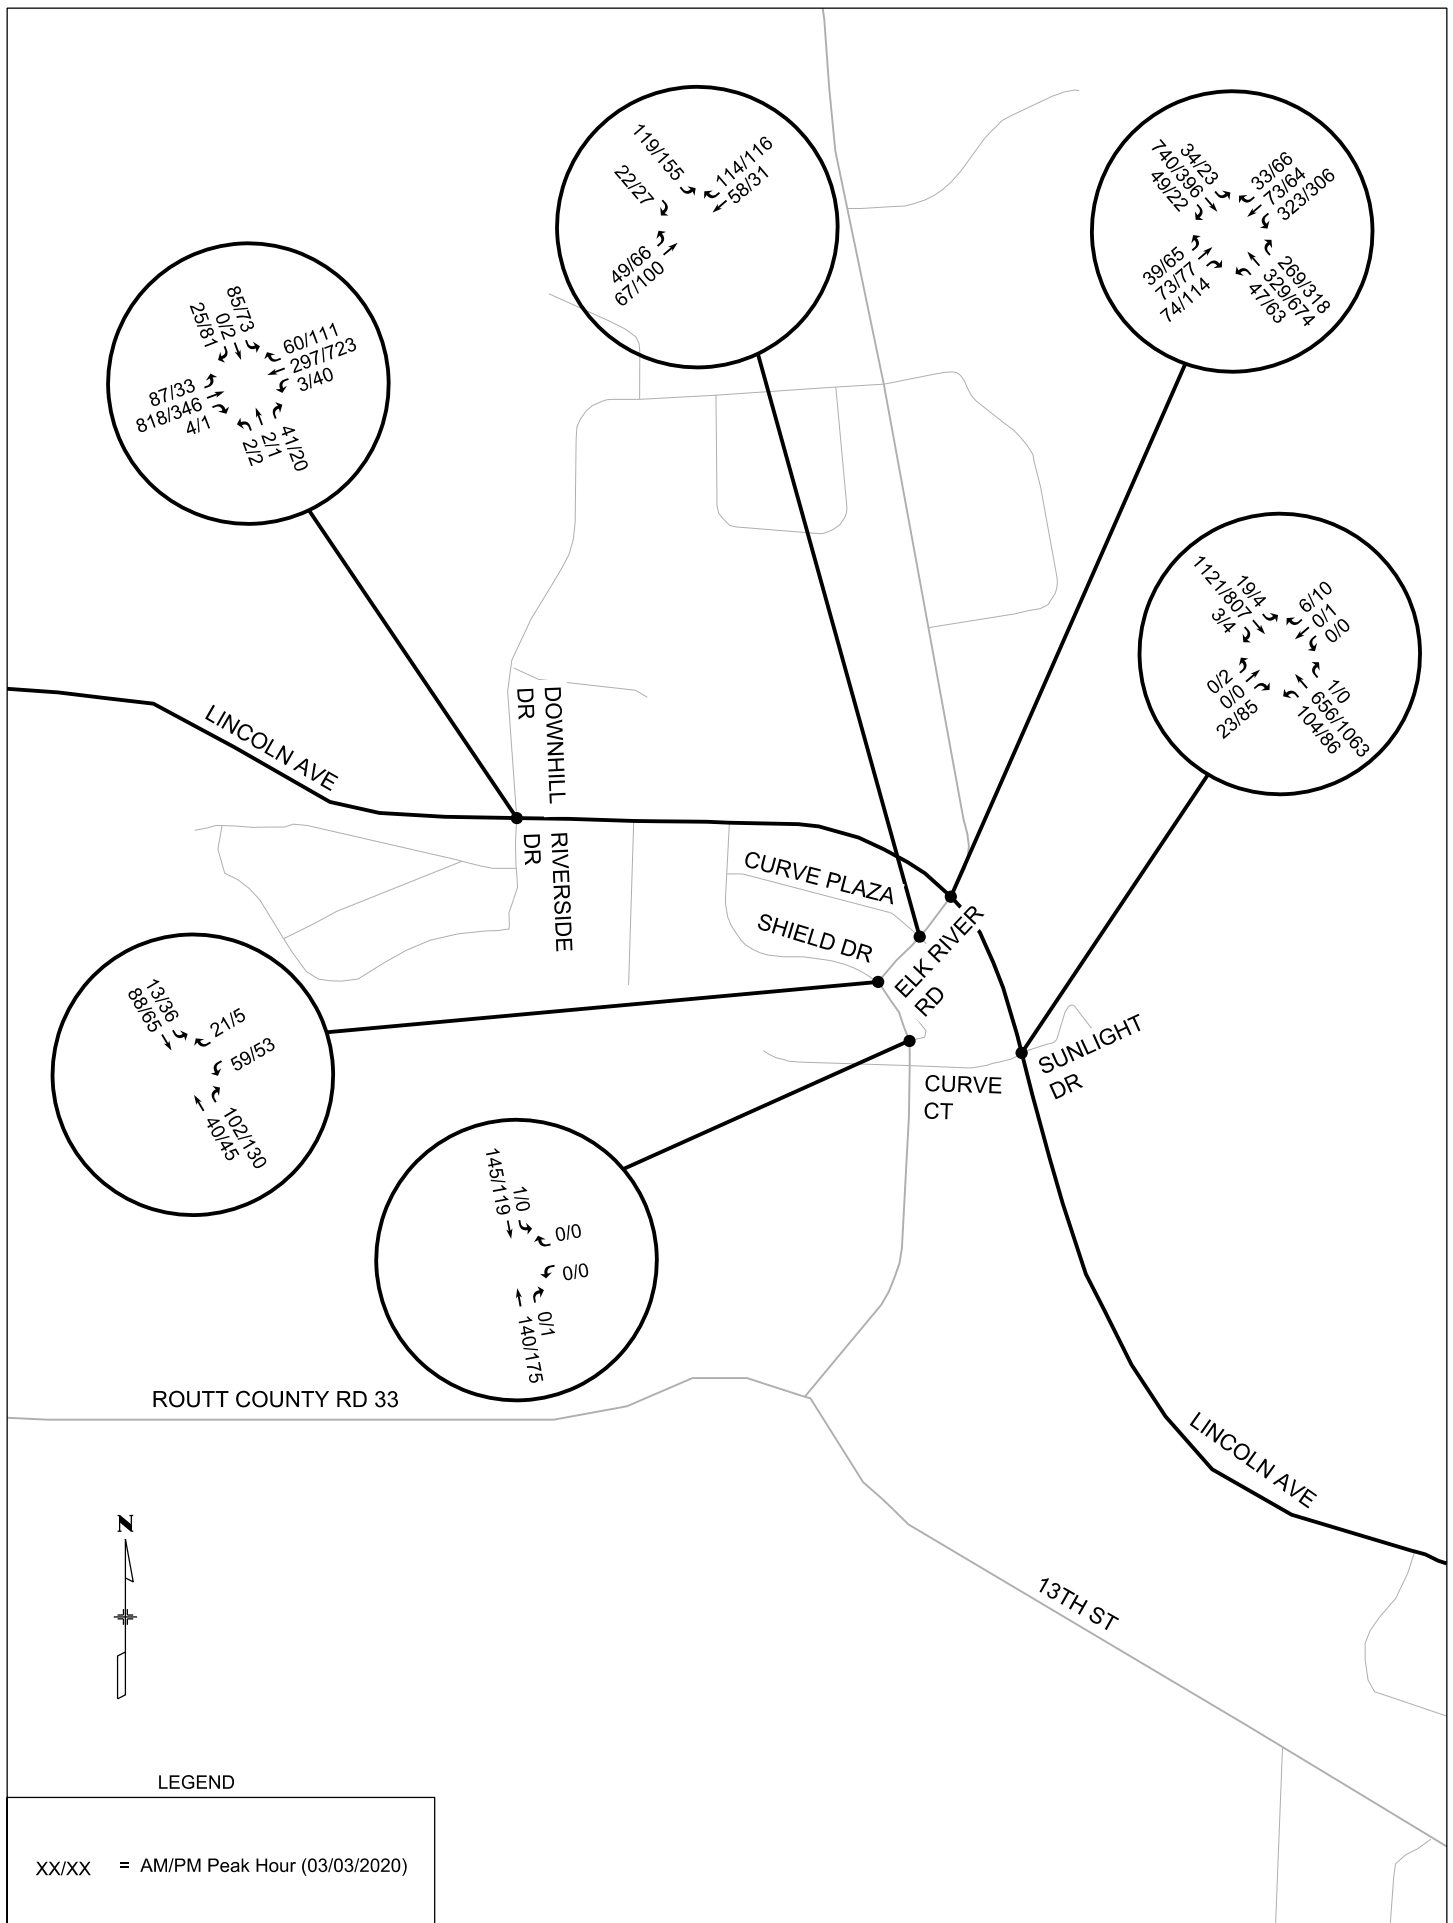 119/155
22/27
114/116
58/31
49/66
67/100
34/23
740/396
49/22
33/66
73/64
323/306
39/65
73/77
74/114
269/318
329/674
47/63
85/73
0/2
25/81
60/111
297/723
3/40
87/33
818/346
4/1
41/20
2/1
2/2
19/4
1121/807
3/4
6/10
0/1
0/0
0/2
0/0
23/85
1/0
656/1063
104/86
LINCOLN AVE
DOWNHILL
DR
RIVERSIDE
DR
CURVE PLAZA
SHIELD DR
ELK RIVER
RD
SUNLIGHT
DR
CURVE
CT
13/36
88/65
21/5
59/53
102/130
40/45
1/0
145/119
0/0
0/0
0/1
140/175
ROUTT COUNTY RD 33
LINCOLN AVE
N
13TH ST
LEGEND
XX/XX = AM/PM Peak Hour (03/03/2020)